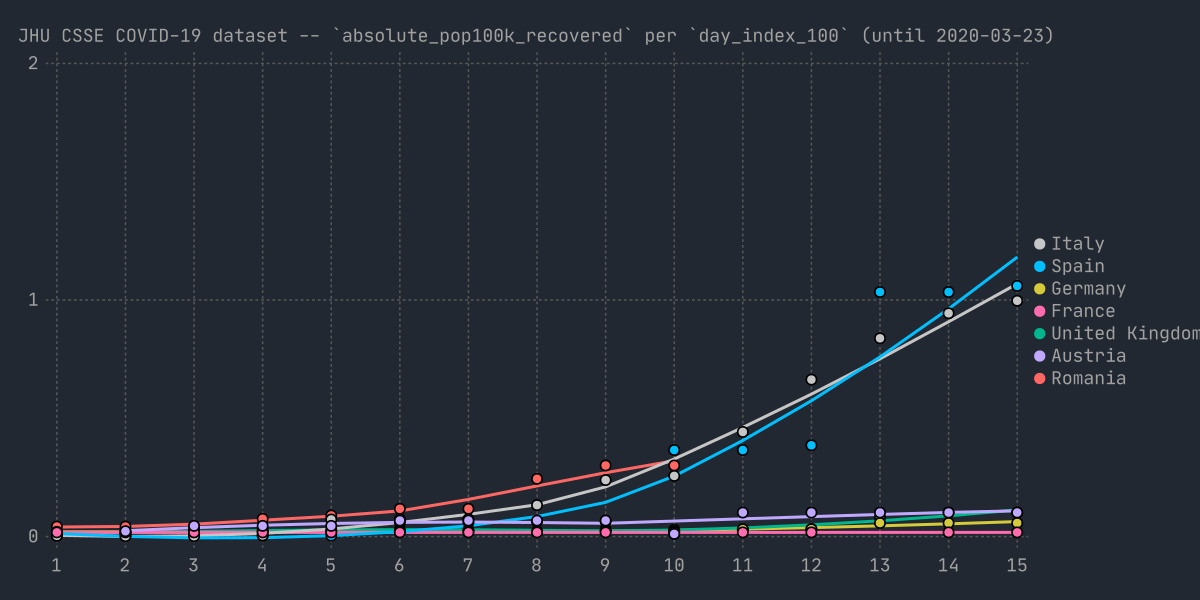 JHU CSSE COVID-19 dataset -- `absolute_pop100k_recovered` per `day_index_100` (until 2020-03-23)
2
1
0
Italy
Spain
Germany
France
United Kingdom
Austria
Romania
1 2 3 4 5 6 7 8 9 10 11 12 13 14 15